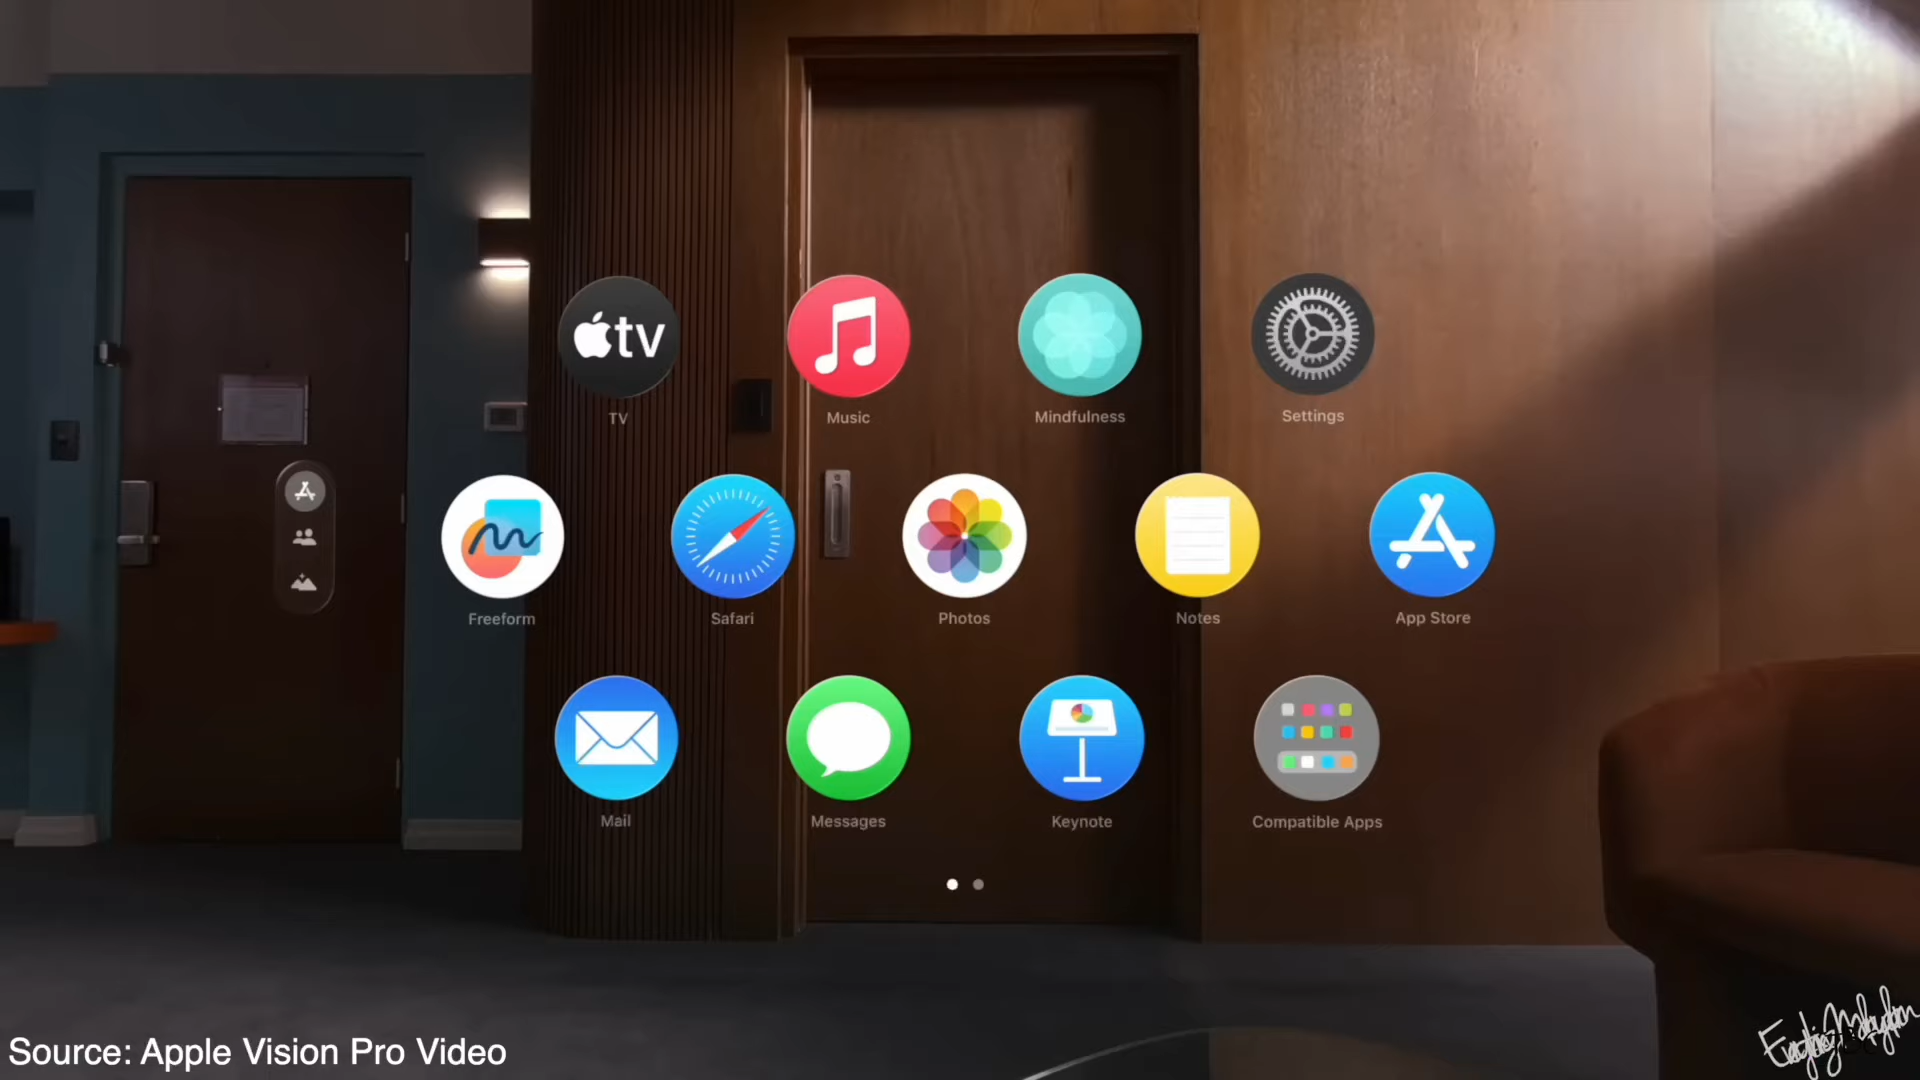 tv
TV
Music
Mindfulness
Settings
Freeform
Safari
Photos
Notes
App Store
Mail
Messages
Keynote
Compatible Apps
Source: Apple Vision Pro Video